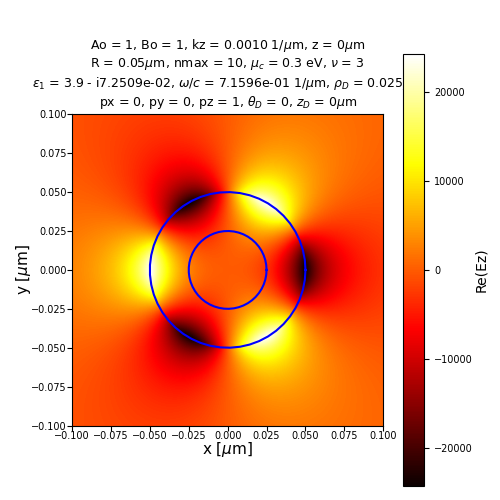 Ao = 1, Bo = 1, kz = 0.0010 1/μm, z = 0μm
R = 0.05μm, nmax = 10, μc = 0.3 eV, ν = 3
ε1 = 3.9 - i7.2509e-02, ω/c = 7.1596e-01 1/μm, ρD = 0.025
px = 0, py = 0, pz = 1, θD = 0, zD = 0μm
0.100
0.075
0.050
0.025
0.000
−0.025
−0.050
−0.075
−0.100
y [μm]
−0.100 −0.075 −0.050 −0.025 0.000 0.025 0.050 0.075 0.100
x [μm]
20000
10000
0
−10000
−20000
Re(Ez)